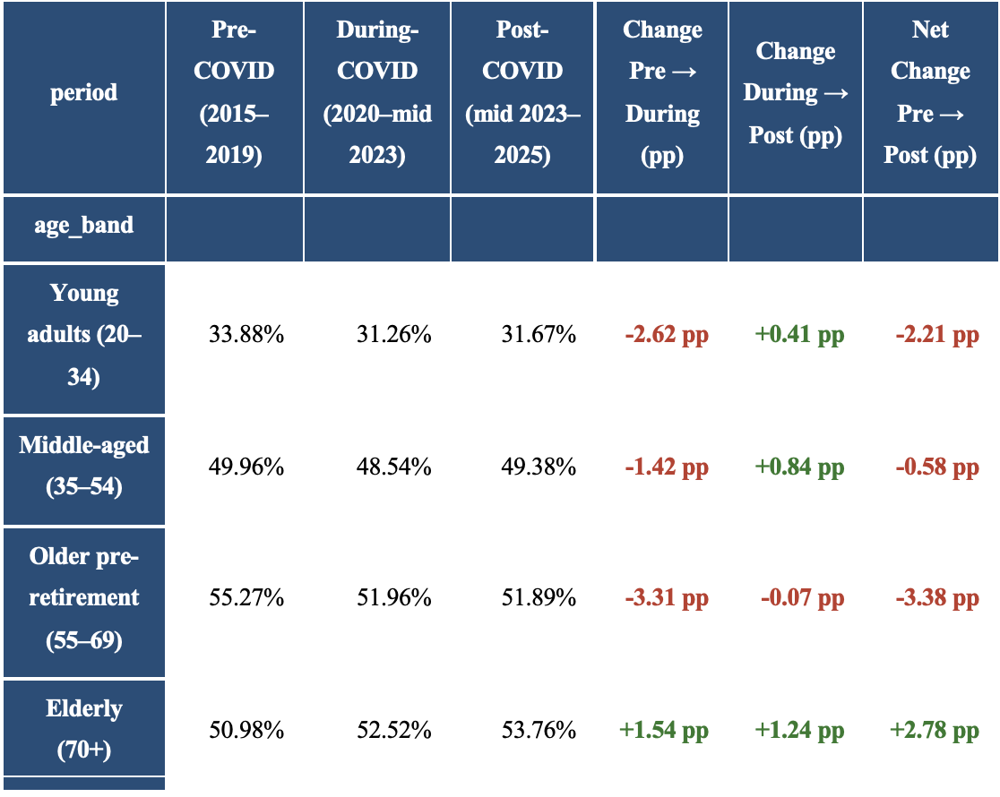 period
Pre-
COVID
(2015–
2019)
During-
COVID
(2020–mid
2023)
Post-
COVID
(mid 2023–
2025)
Change
Pre →
During
(pp)
Change
During →
Post (pp)
Net
Change
Pre →
Post (pp)
age_band
Young
adults (20–
34)
33.88%
31.26%
31.67%
-2.62 pp
+0.41 pp
-2.21 pp
Middle-aged
(35–54)
49.96%
48.54%
49.38%
-1.42 pp
+0.84 pp
-0.58 pp
Older pre-
retirement
(55–69)
55.27%
51.96%
51.89%
-3.31 pp
-0.07 pp
-3.38 pp
Elderly
(70+)
50.98%
52.52%
53.76%
+1.54 pp
+1.24 pp
+2.78 pp